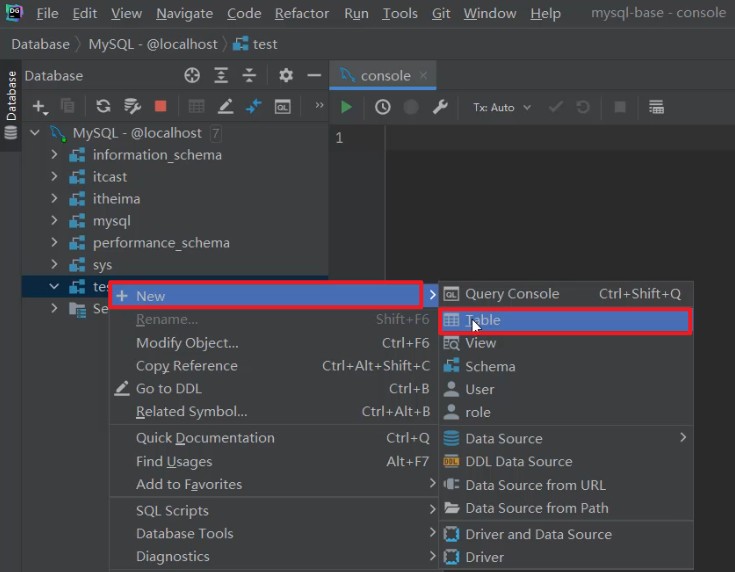 DG File Edit View Navigate Code Refactor Run Tools Git Window Help mysql-base - console
Database MySQL - @localhost test
Database
Database
console
Tx: Auto
MySQL - @localhost 7
1
information_schema
itcast
itheima
mysql
performance_schema
sys
tes
Se
New
Rename... Shift+F6
Modify Object... Ctrl+F6
Copy Reference Ctrl+Alt+Shift+C
Go to DDL Ctrl+B
Related Symbol... Ctrl+Alt+B
Quick Documentation Ctrl+Q
Find Usages Alt+F7
Add to Favorites
SQL Scripts
Database Tools
Diagnostics
QL Query Console Ctrl+Shift+Q
Table
View
Schema
User
role
Data Source
DDL DDL Data Source
Data Source from URL
Data Source from Path
Driver and Data Source
Driver